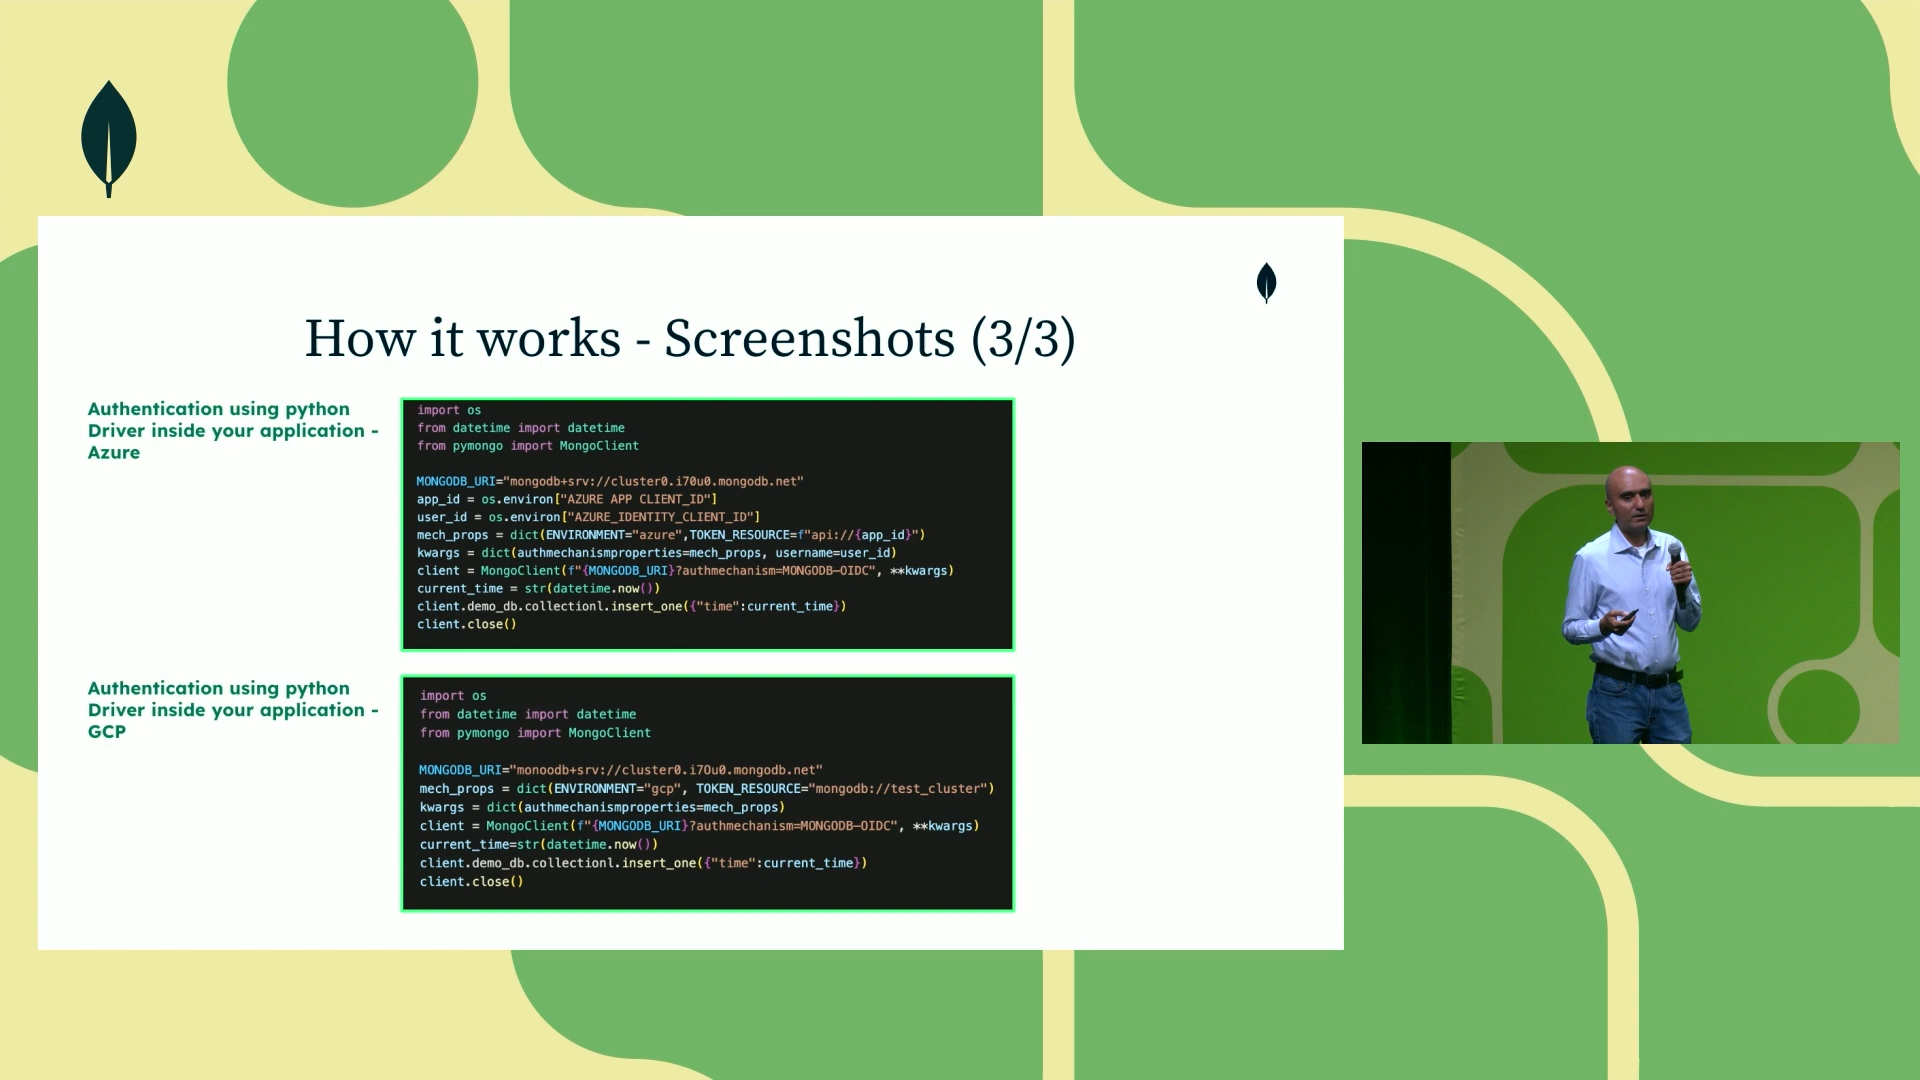 How it works - Screenshots (3/3)
Authentication using python
Driver inside your application -
Azure
import os
from datetime import datetime
from pymongo import MongoClient
MONGODB_URI="mongodb+srv://cluster0.i70u0.mongodb.net"
app_id = os.environ["AZURE APP CLIENT_ID"]
user_id = os.environ["AZURE_IDENTITY_CLIENT_ID"]
mech_props = dict(ENVIRONMENT="azure",TOKEN_RESOURCE=f"api://{app_id}")
kwargs = dict(authmechanismproperties=mech_props, username=user_id)
client = MongoClient(f"{MONGODB_URI}?authmechanism=MONGODB–OIDC", **kwargs)
current_time = str(datetime.now())
client.demo_db.collectionl.insert_one({"time":current_time})
client.close()
Authentication using python
Driver inside your application -
GCP
import os
from datetime import datetime
from pymongo import MongoClient
MONGODB_URI="monoodb+srv://cluster0.i7Ou0.mongodb.net"
mech_props = dict(ENVIRONMENT="gcp", TOKEN_RESOURCE="mongodb://test_cluster")
kwargs = dict(authmechanismproperties=mech_props)
client = MongoClient(f"{MONGODB_URI}?authmechanism=MONGODB–OIDC", **kwargs)
current_time=str(datetime.now())
client.demo_db.collectionl.insert_one({"time":current_time})
client.close()